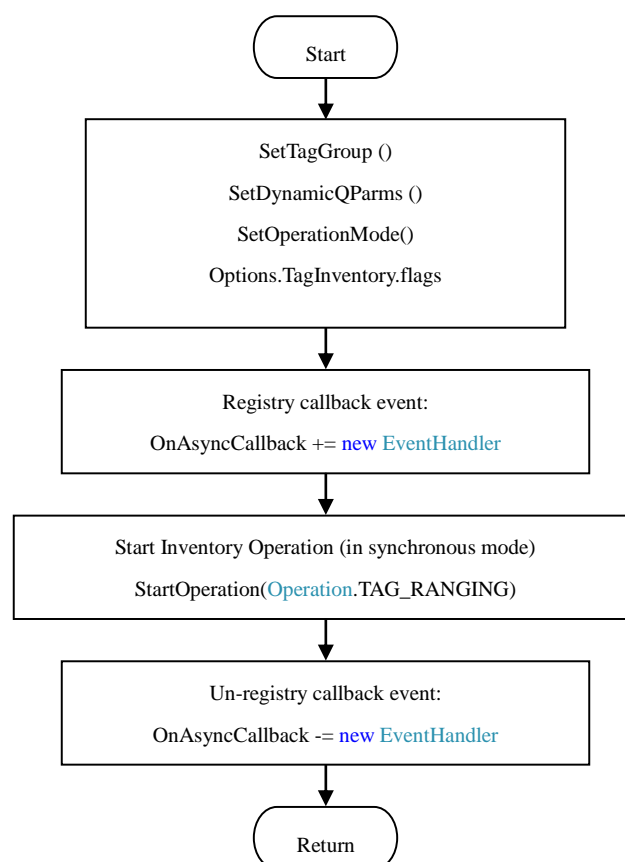 Start
SetTagGroup ()
SetDynamicQParms ()
SetOperationMode()
Options.TagInventory.flags
Registry callback event:
OnAsyncCallback += new EventHandler
Start Inventory Operation (in synchronous mode)
StartOperation(Operation.TAG_RANGING)
Un-registry callback event:
OnAsyncCallback -= new EventHandler
Return